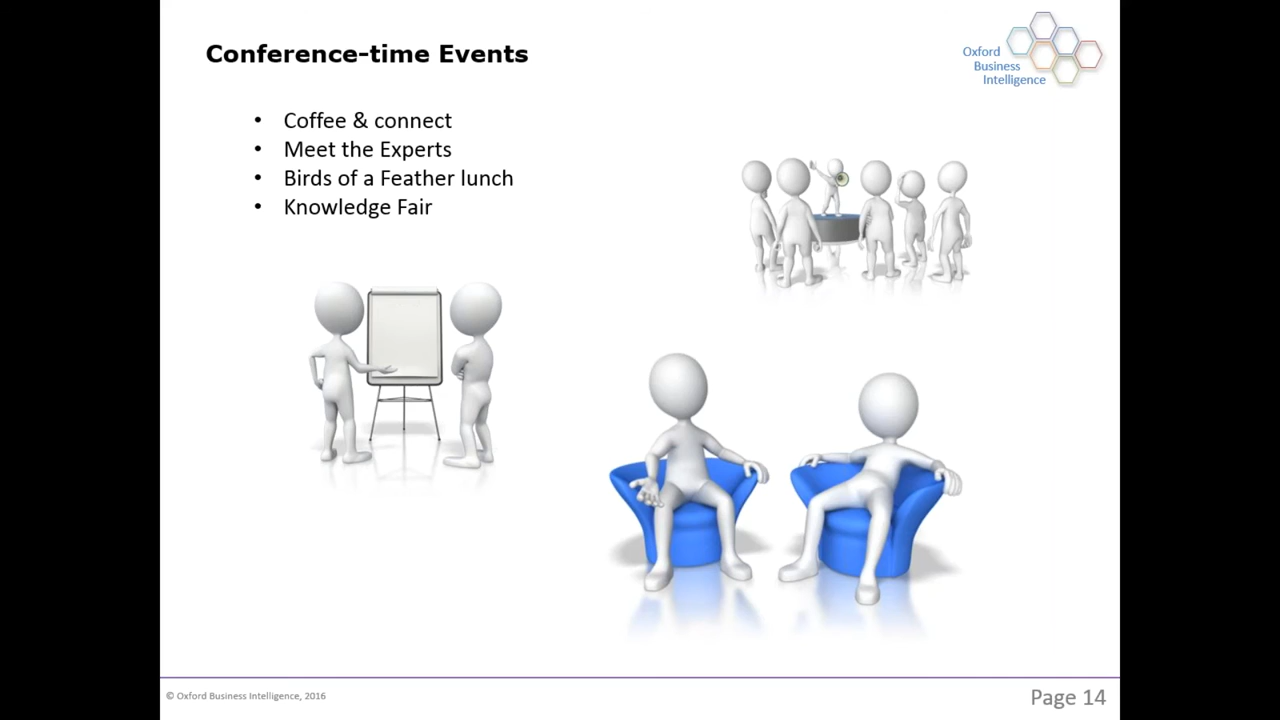 Conference-time Events
Oxford
Business
Intelligence
• Coffee & connect
• Meet the Experts
• Birds of a Feather lunch
• Knowledge Fair
© Oxford Business Intelligence, 2016
Page 14